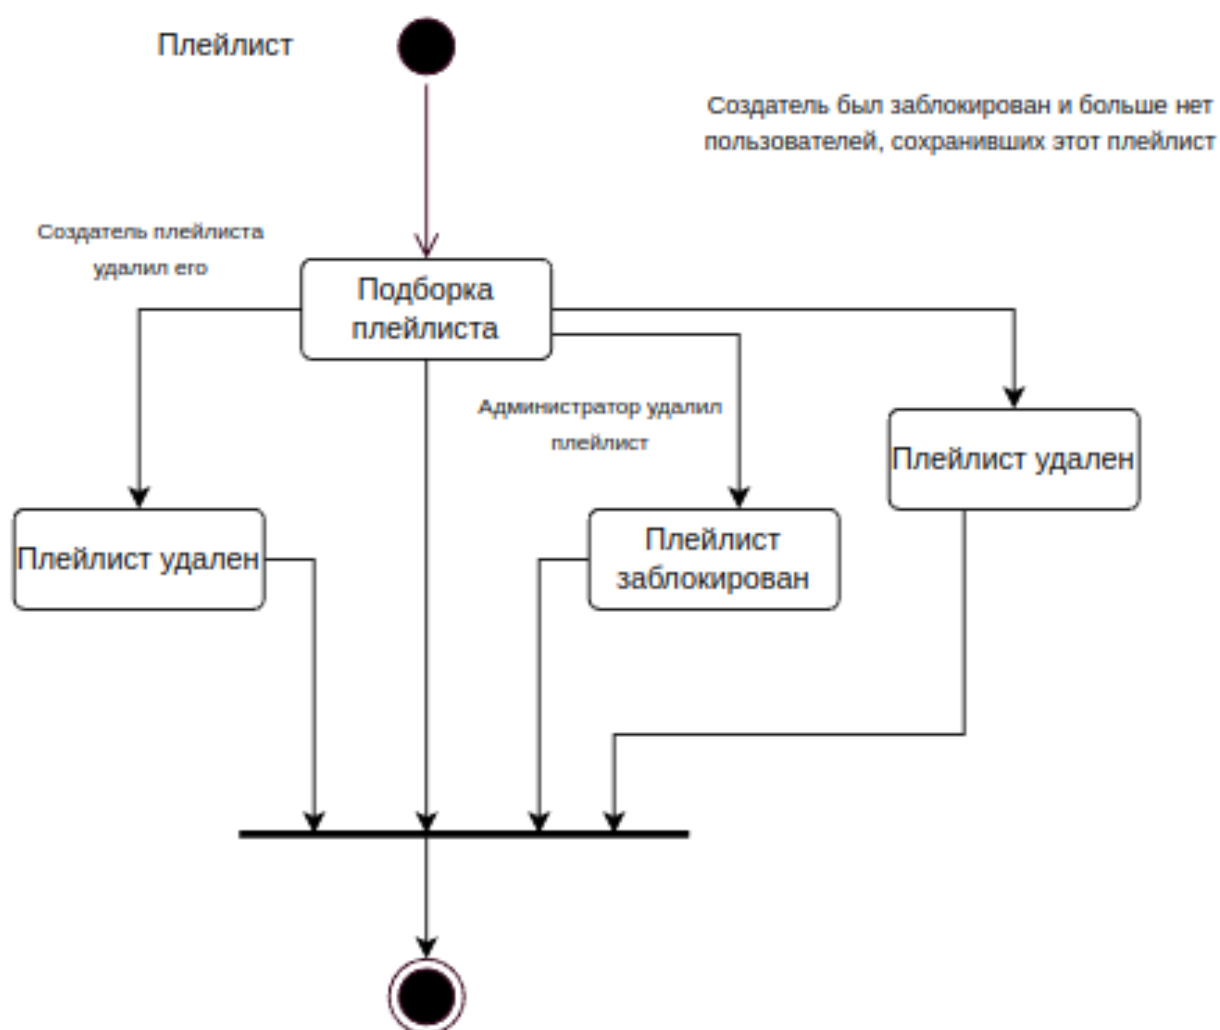 Плейлист
Создатель был заблокирован и больше нет
пользователей, сохранивших этот плейлист
Создатель плейлиста
удалил его
Подборка
плейлиста
Администратор удалил
плейлист
Плейлист удален
Плейлист удален
Плейлист
заблокирован